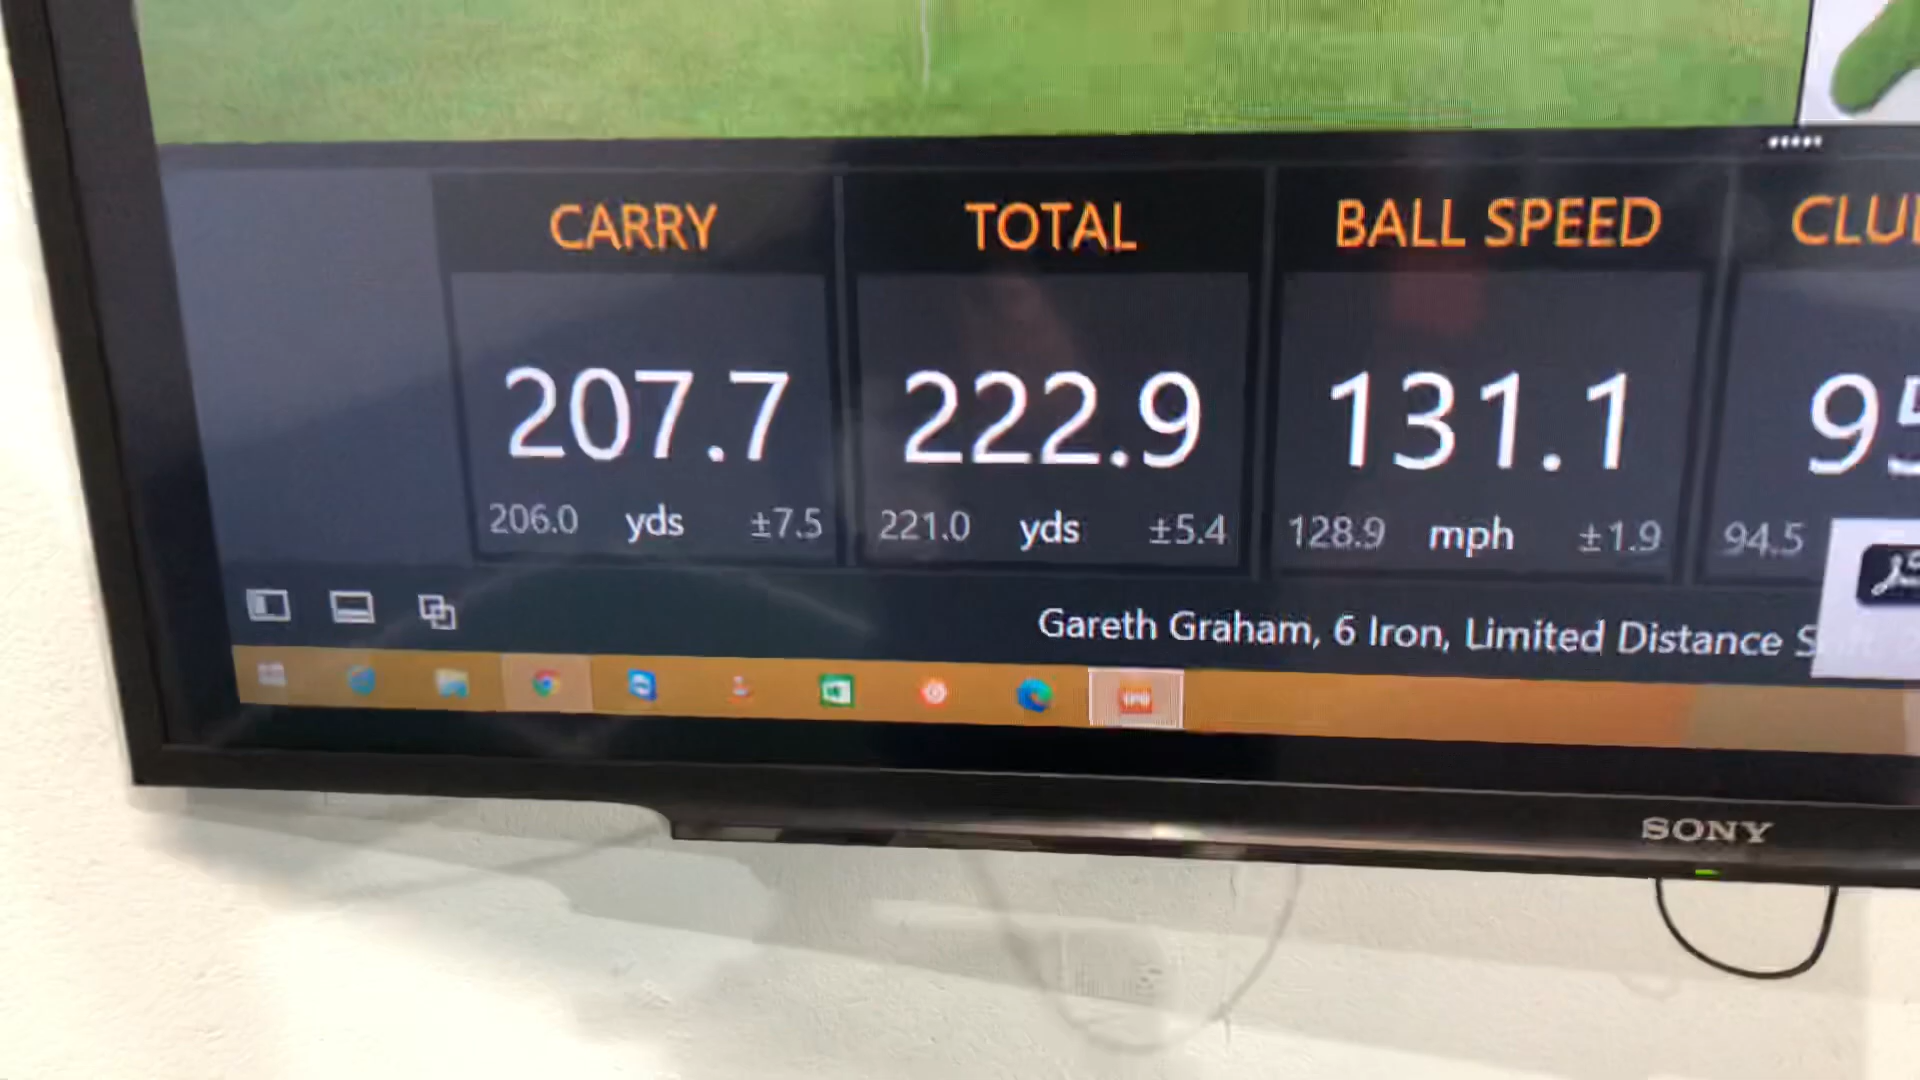 CARRY TOTAL BALL SPEED
207.7 222.9 131.1
206.0 yds ±7.5 221.0 yds ±5.4 128.9 mph ±1.9 94.5
Gareth Graham, 6 Iron, Limited Distance
SONY